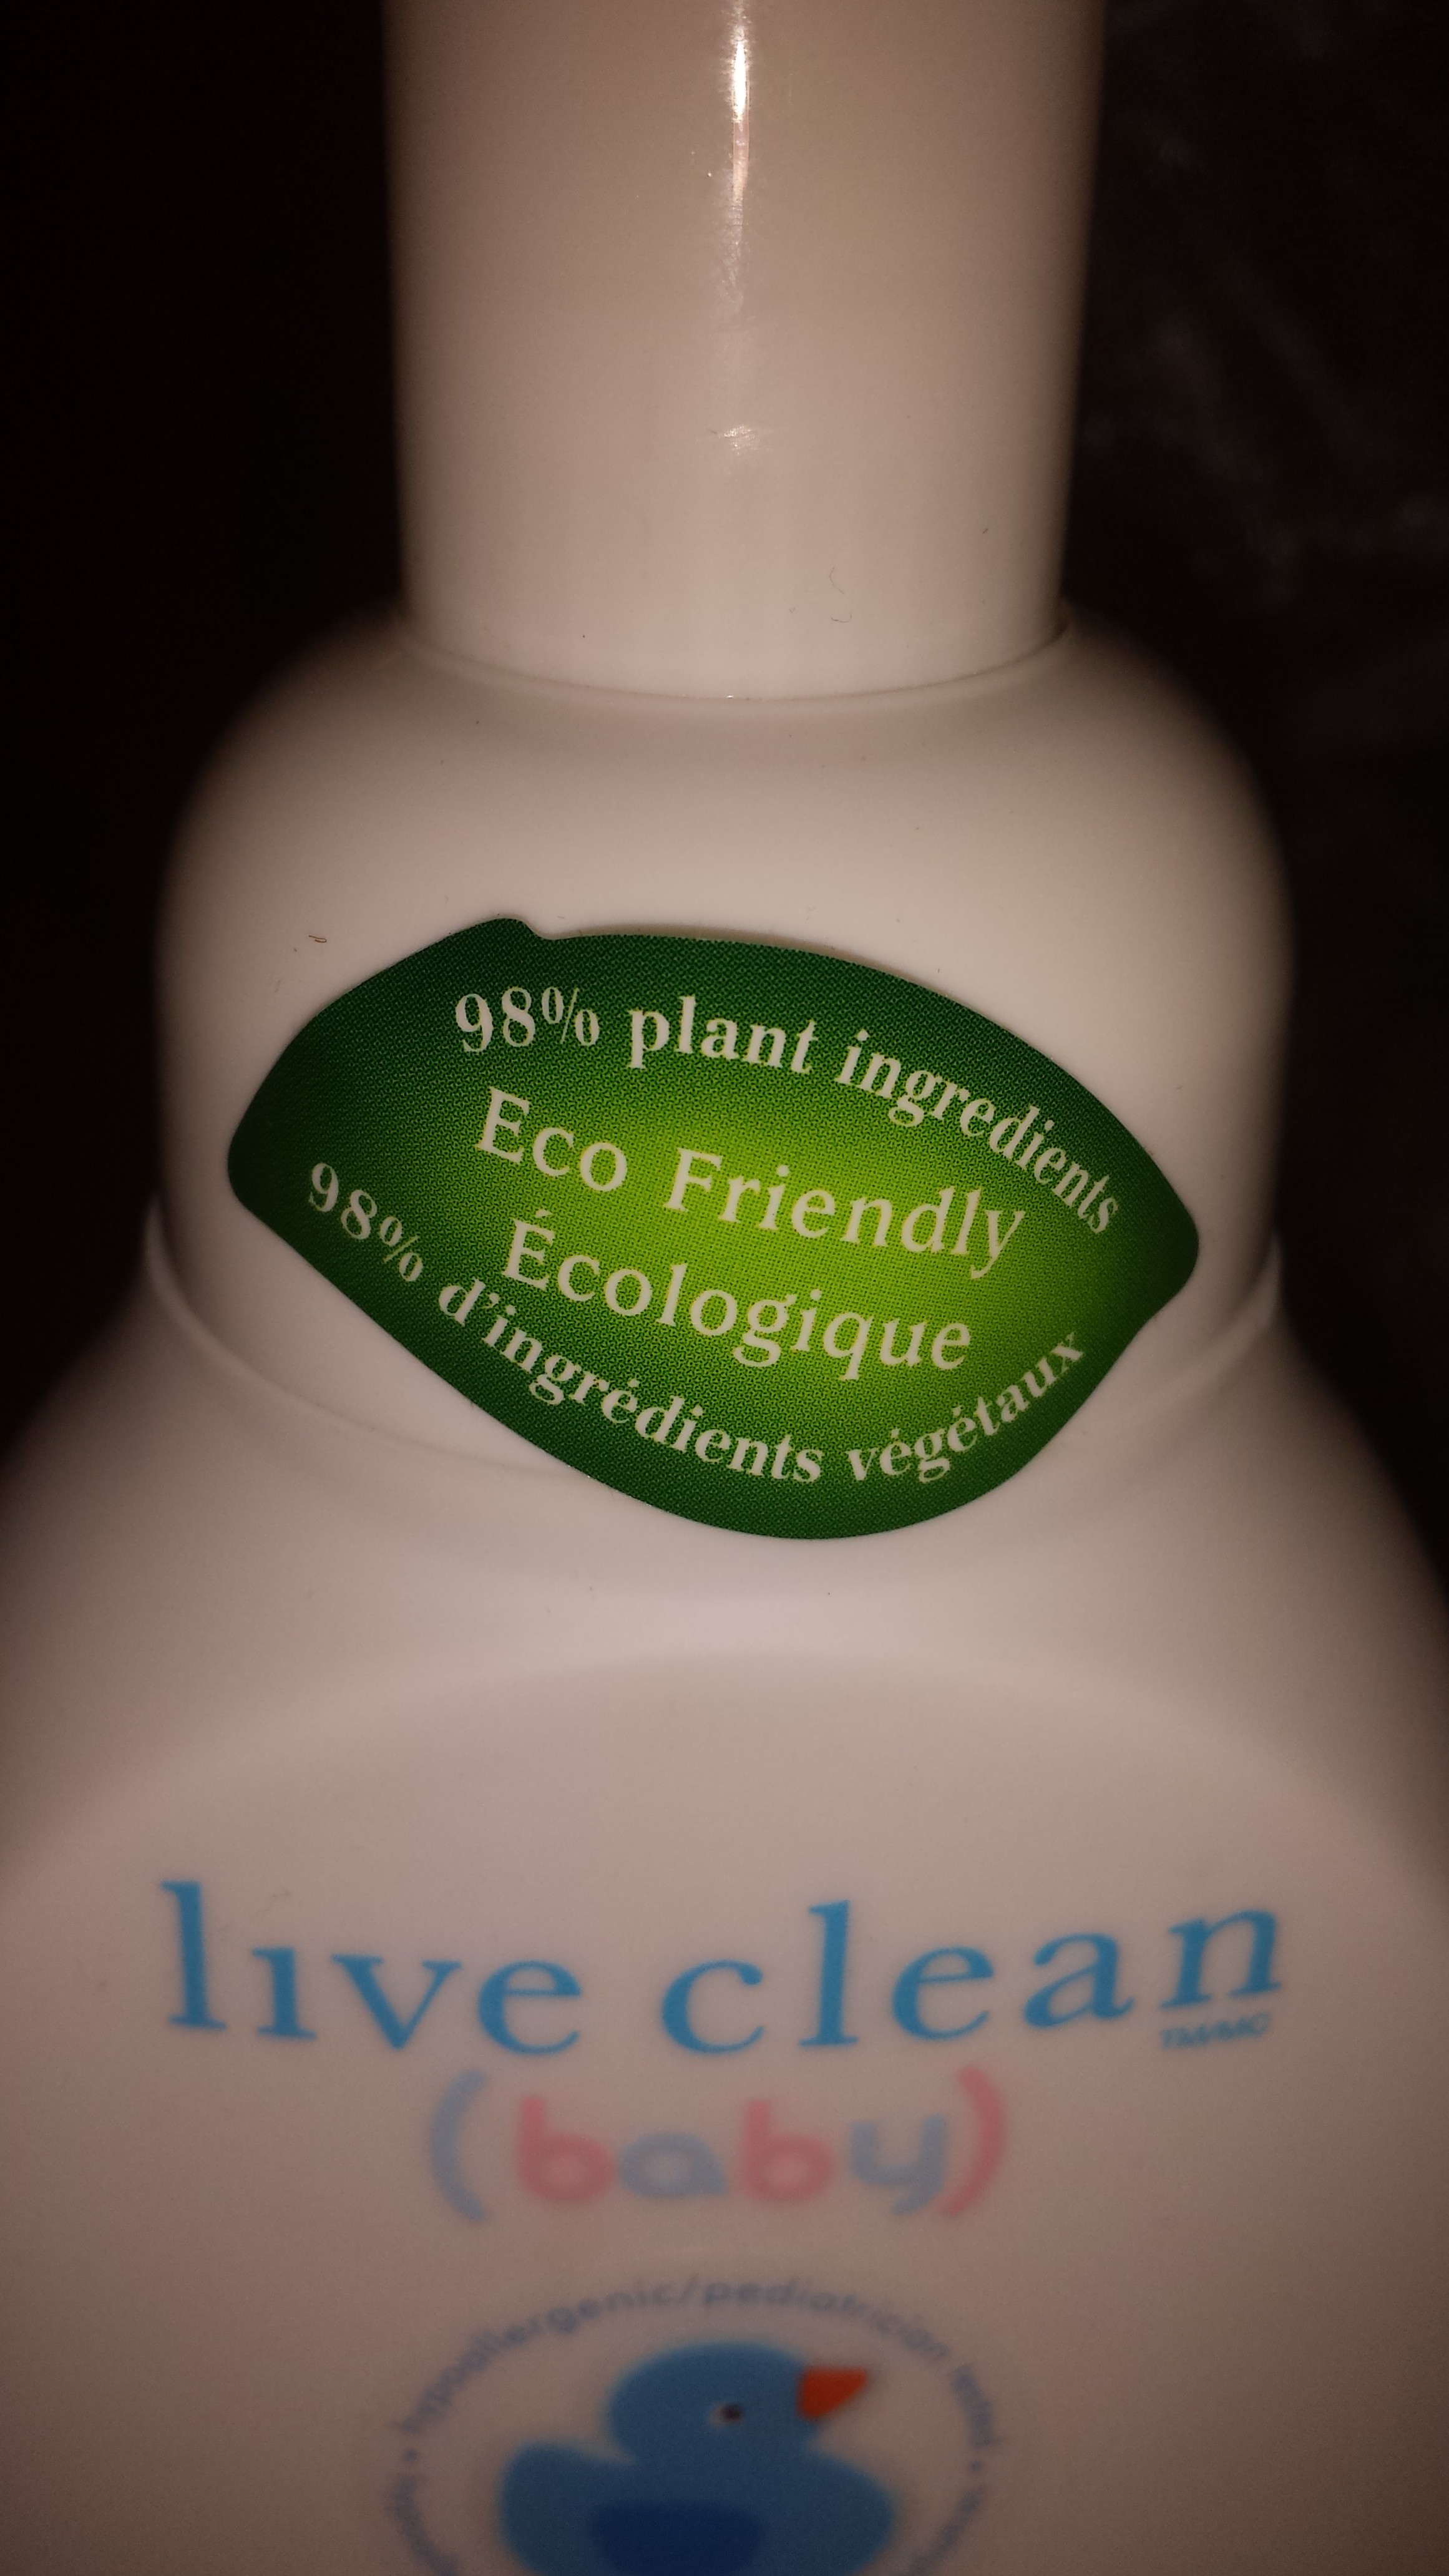 98% plant ingredients
Eco Friendly
Écologique
98% d'ingrédients végétaux
live clean
TM/MC
(baby)
hypoallergenic/pediatrician tested